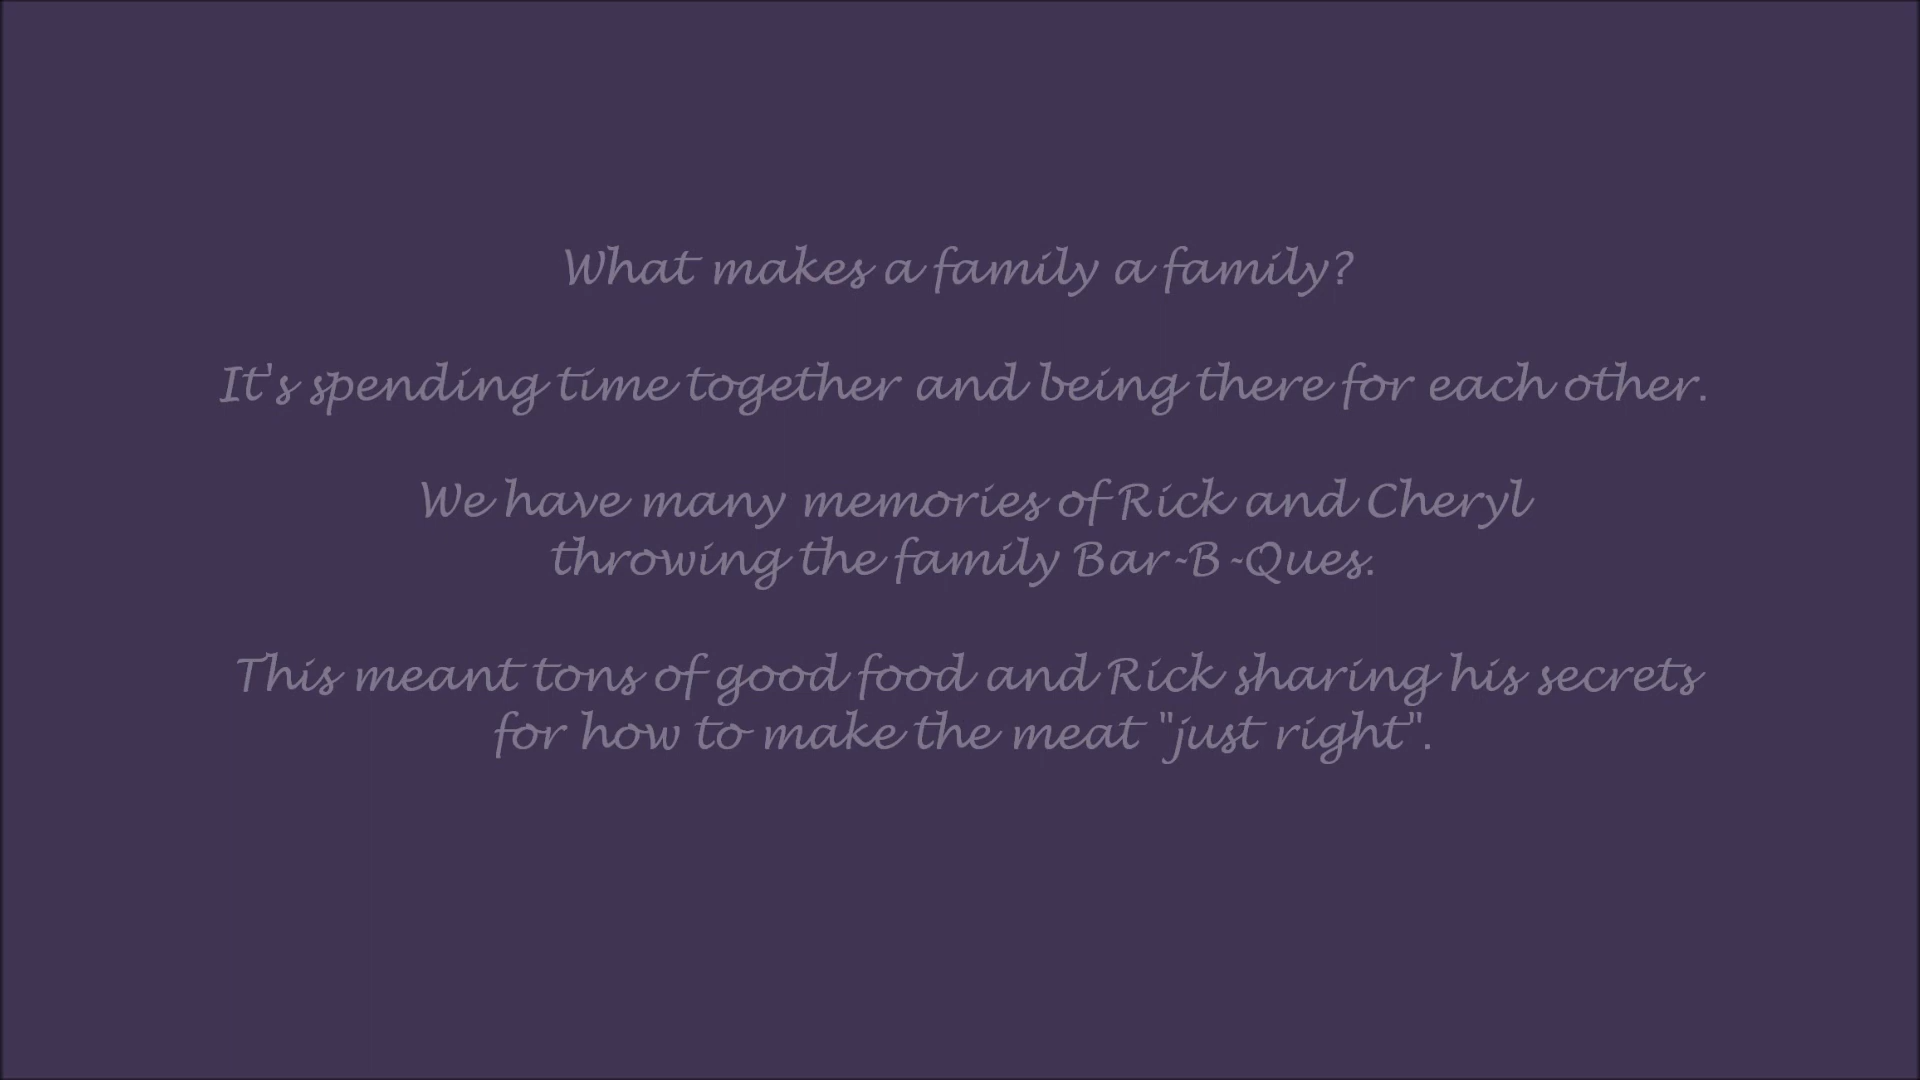 What makes a family a family?
It's spending time together and being there for each other.
We have many memories of Rick and Cheryl
throwing the family Bar-B-Ques.
This meant tons of good food and Rick sharing his secrets
for how to make the meat "just right".